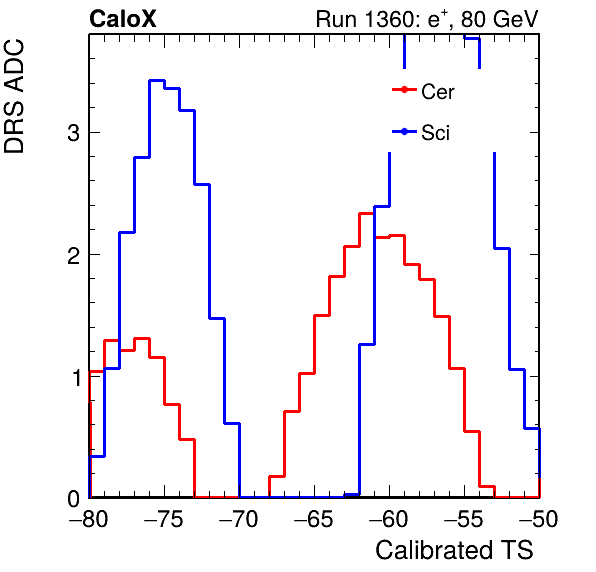 CaloX
Run 1360: e+, 80 GeV
DRS ADC
Cer
Sci
3
2
1
0
−80 −75 −70 −65 −60 −55 −50
Calibrated TS